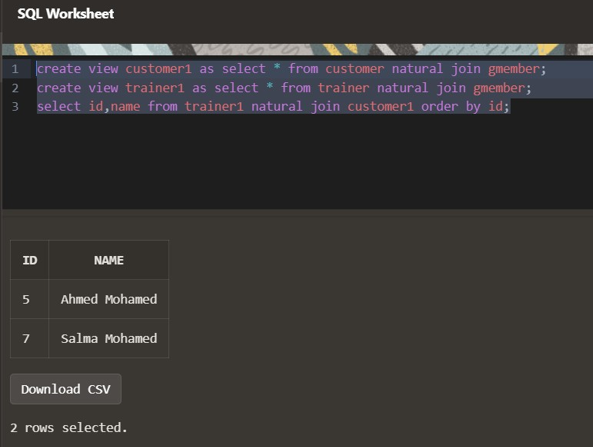 SQL Worksheet
1 create view customer1 as select * from customer natural join gmember;
2 create view trainer1 as select * from trainer natural join gmember;
3 select id,name from trainer1 natural join customer1 order by id;
ID NAME
5 Ahmed Mohamed
7 Salma Mohamed
Download CSV
2 rows selected.